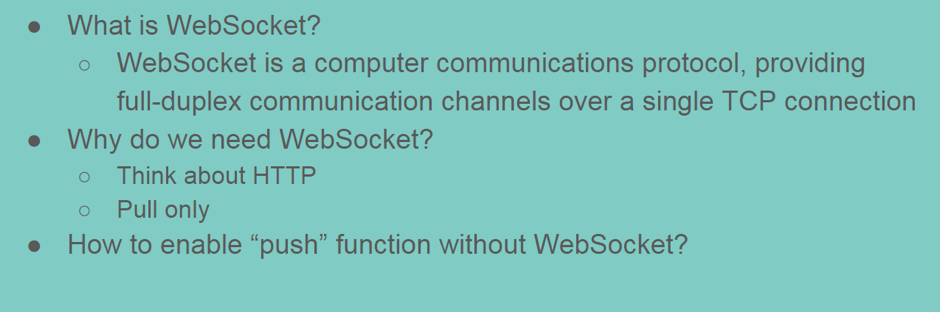 ● What is WebSocket?
○ WebSocket is a computer communications protocol, providing
full-duplex communication channels over a single TCP connection
● Why do we need WebSocket?
○ Think about HTTP
○ Pull only
● How to enable “push” function without WebSocket?